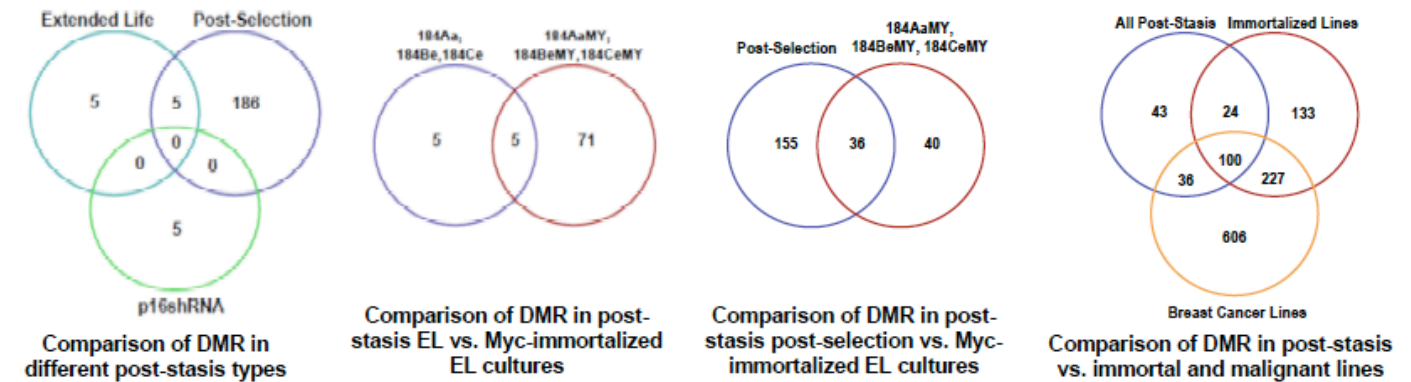 Extended Life
Post-Selection
5
5
186
0
0
0
5
p16shRNA
Comparison of DMR in
different post-stasis types
184Aa,
184Be,184Ce
184AaMY,
184BeMY,184CeMY
5
5
71
Comparison of DMR in post-
stasis EL vs. Myc-immortalized
EL cultures
Post-Selection
184AaMY,
184BeMY, 184CeMY
155
36
40
Comparison of DMR in post-
stasis post-selection vs. Myc-
immortalized EL cultures
All Post-Stasis
Immortalized Lines
43
24
133
100
36
227
606
Breast Cancer Lines
Comparison of DMR in post-stasis
vs. immortal and malignant lines